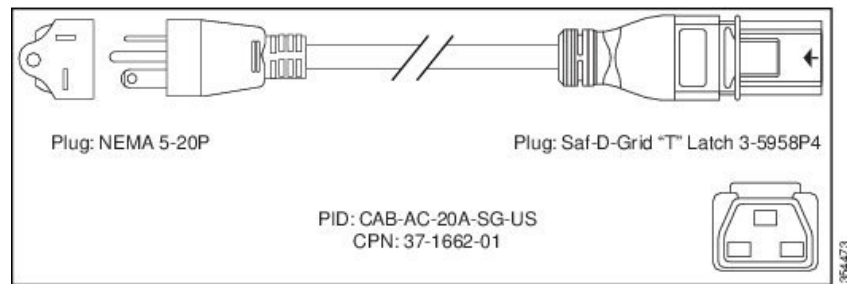 Plug: NEMA 5-20P
Plug: Saf-D-Grid “T” Latch 3-5958P4
PID: CAB-AC-20A-SG-US
CPN: 37-1662-01
354473